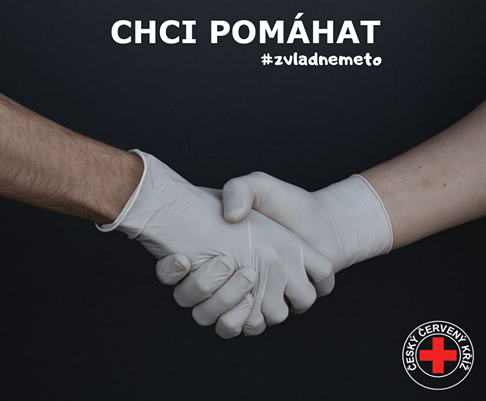 CHCI POMÁHAT
#zvladnemeto
ČESKÝ ČERVENÝ KŘÍŽ